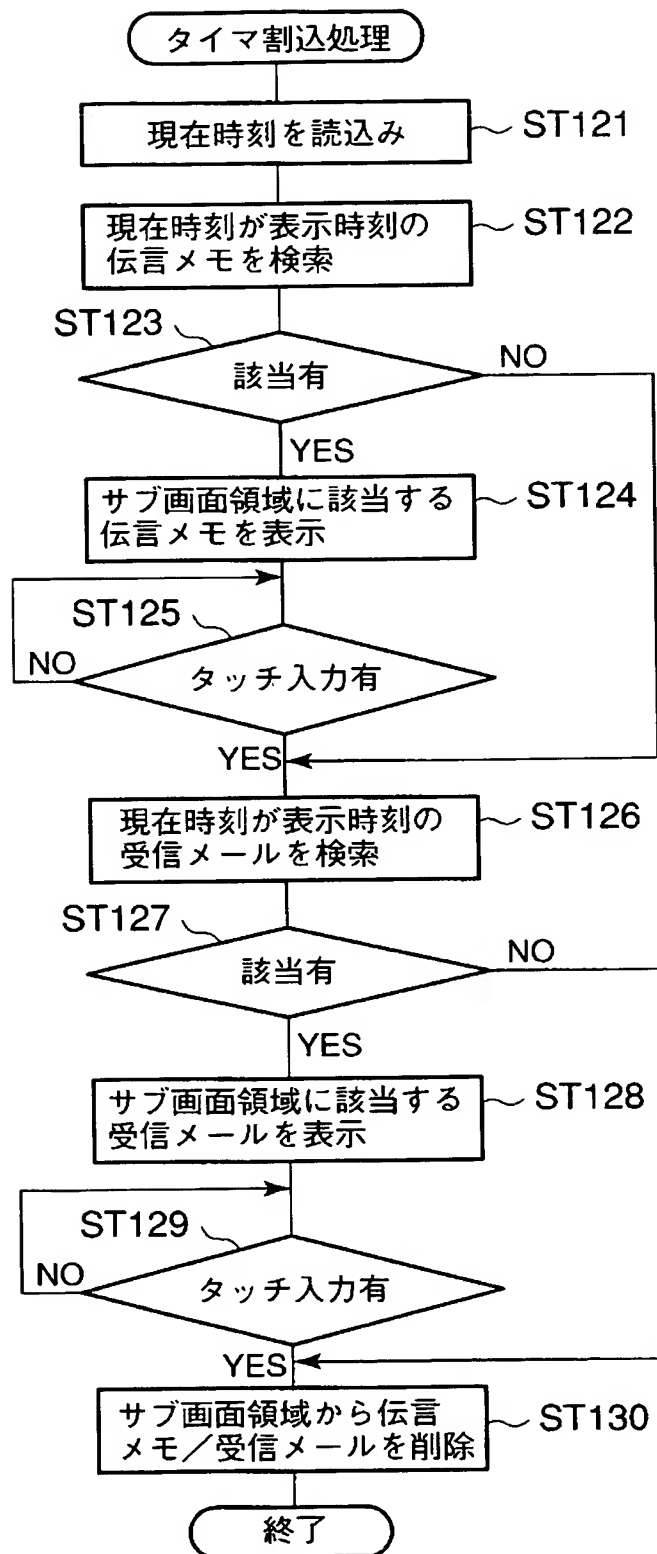 タイマ割込処理
現在時刻を読込み
ST121
現在時刻が表示時刻の
伝言メモを検索
ST122
ST123
該当有
NO
YES
サブ画面領域に該当する
伝言メモを表示
ST124
ST125
NO
タッチ入力有
YES
現在時刻が表示時刻の
受信メールを検索
ST126
ST127
該当有
NO
YES
サブ画面領域に該当する
受信メールを表示
ST128
ST129
NO
タッチ入力有
YES
サブ画面領域から伝言
メモ/受信メールを削除
ST130
終了